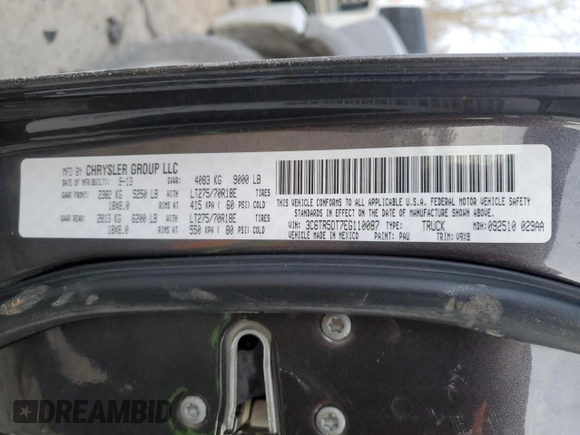 MFD BY CHRYSLER GROUP LLC
DATE OF MFR(BUILT): 9-13 GVWR: 4083 KG 9000 LB
GAWR FRONT: 2382 KG 5250 LB WITH LT275/70R18E TIRES
18X8.0 RIMS AT 415 KPA ( 60 PSI) COLD
GAWR REAR: 2813 KG 6200 LB WITH LT275/70R18E TIRES
18X8.0 RIMS AT 550 KPA ( 80 PSI) COLD
THIS VEHICLE CONFORMS TO ALL APPLICABLE U.S.A. FEDERAL MOTOR VEHICLE SAFETY
STANDARDS IN EFFECT ON THE DATE OF MANUFACTURE SHOWN ABOVE.
VIN: 3C6TR5DT7EG110087 TYPE: TRUCK MDH: 092510 029AA
VEHICLE MADE IN MEXICO PAINT: PAU TRIM: V9X8
DREAMBID